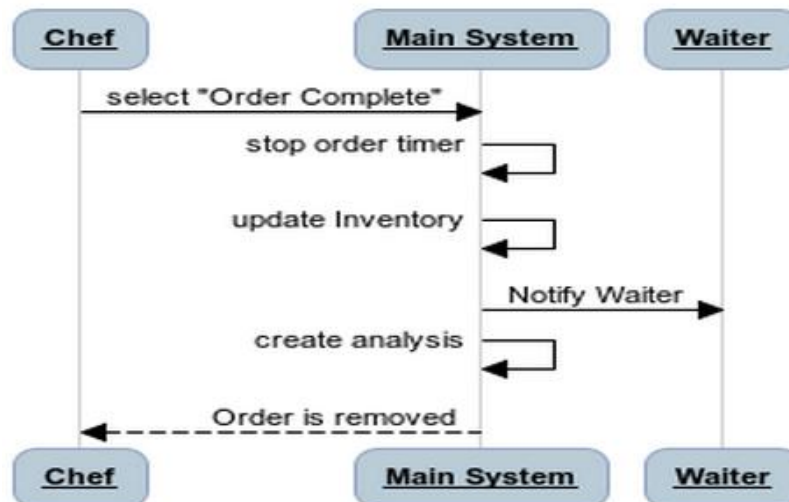 Chef Main System Waiter
select "Order Complete"
stop order timer
update Inventory
Notify Waiter
create analysis
Order is removed
Chef Main System Waiter